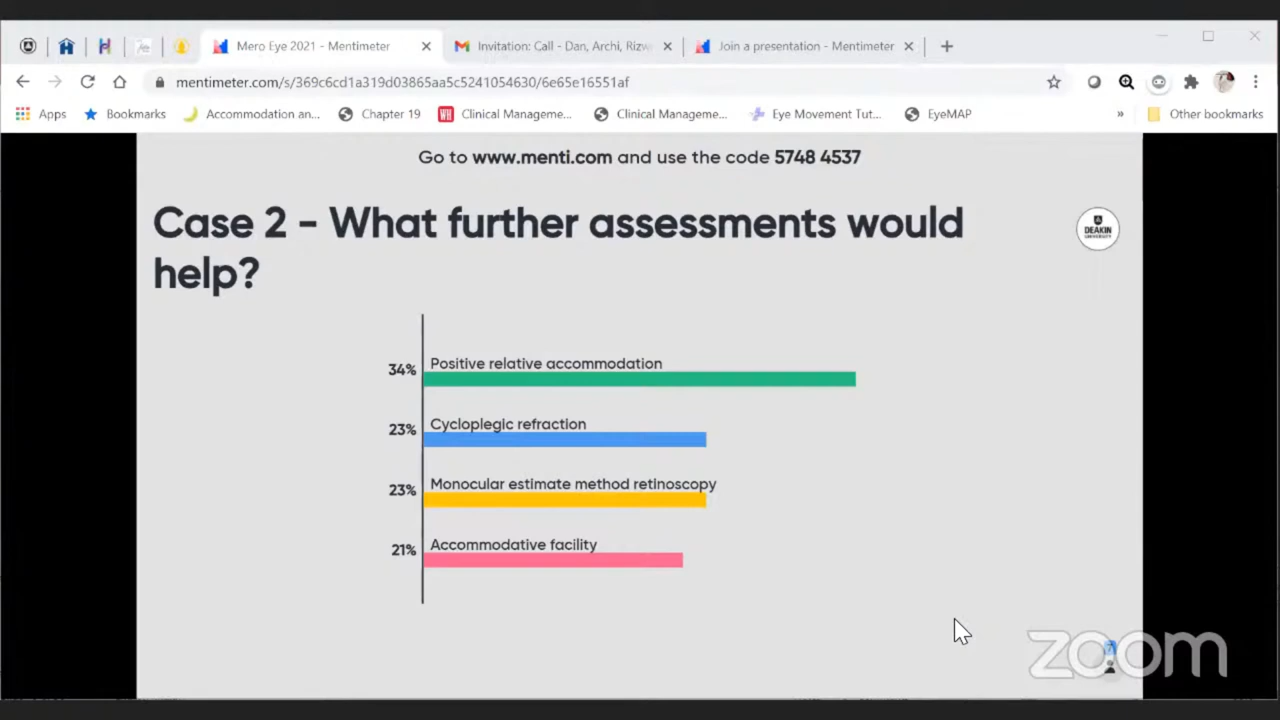 Mero Eye 2021 - Mentimeter
Invitation: Call - Dan, Archi, Rizw
Join a presentation - Mentimeter
mentimeter.com/s/369c6cd1a319d03865aa5c5241054630/6e65e16551af
Apps
Bookmarks
Accommodation an...
Chapter 19
Clinical Manageme...
Clinical Manageme...
Eye Movement Tut...
EyeMAP
»
Other bookmarks
Go to www.menti.com and use the code 5748 4537
Case 2 - What further assessments would
help?
DEAKIN
UNIVERSITY
34% Positive relative accommodation
23% Cycloplegic refraction
23% Monocular estimate method retinoscopy
21% Accommodative facility
zoom